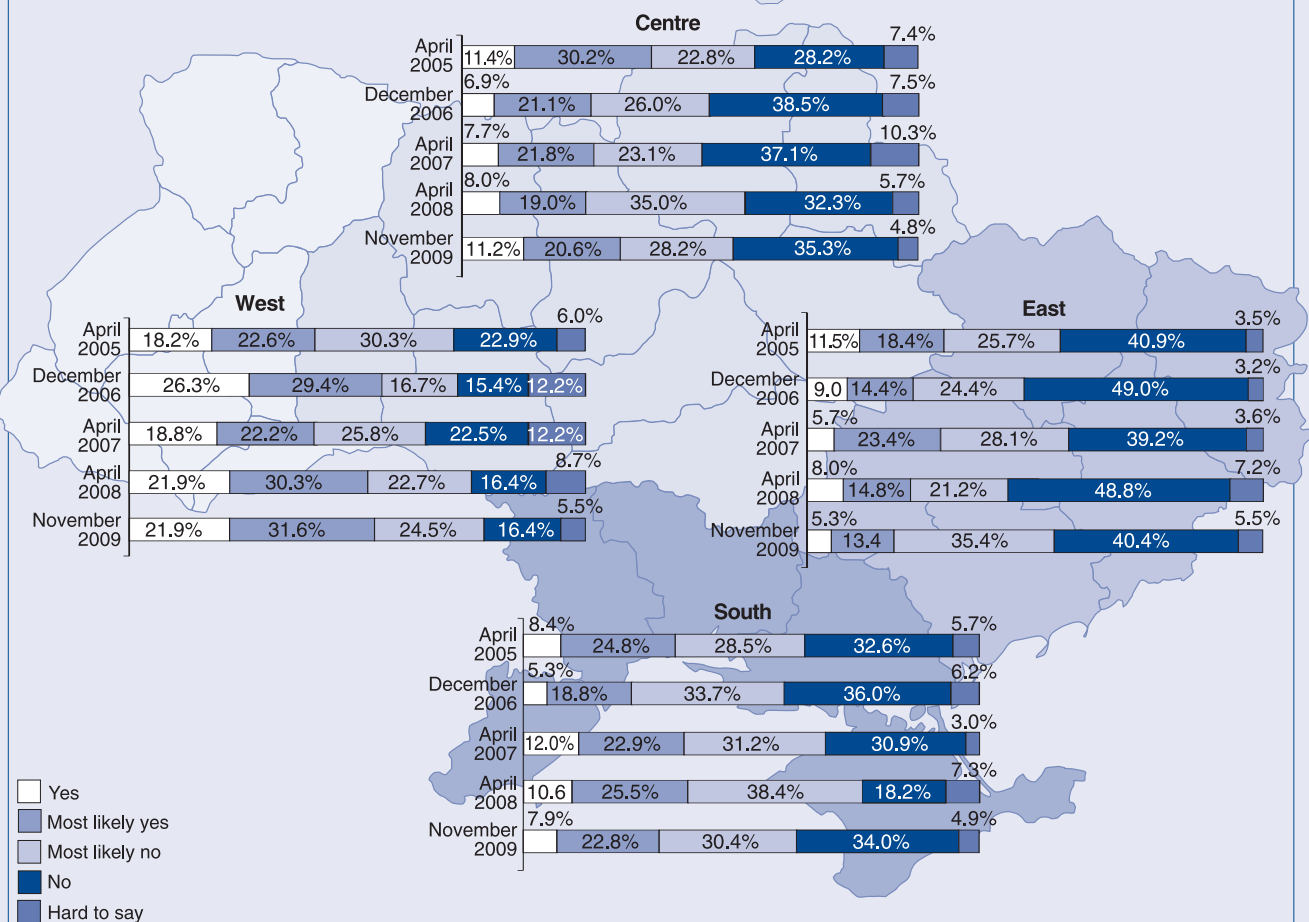 Centre
April
2005
11.4% 30.2% 22.8% 28.2% 7.4%
December
2006
6.9% 21.1% 26.0% 38.5% 7.5%
April
2007
7.7% 21.8% 23.1% 37.1% 10.3%
April
2008
8.0% 19.0% 35.0% 32.3% 5.7%
November
2009
11.2% 20.6% 28.2% 35.3% 4.8%
West
April
2005
18.2% 22.6% 30.3% 22.9% 6.0%
December
2006
26.3% 29.4% 16.7% 15.4% 12.2%
April
2007
18.8% 22.2% 25.8% 22.5% 12.2%
April
2008
21.9% 30.3% 22.7% 16.4% 8.7%
November
2009
21.9% 31.6% 24.5% 16.4% 5.5%
East
April
2005
11.5% 18.4% 25.7% 40.9% 3.5%
December
2006
9.0 14.4% 24.4% 49.0% 3.2%
April
2007
5.7% 23.4% 28.1% 39.2% 3.6%
April
2008
8.0% 14.8% 21.2% 48.8% 7.2%
November
2009
5.3% 13.4 35.4% 40.4% 5.5%
South
April
2005
8.4% 24.8% 28.5% 32.6% 5.7%
December
2006
5.3% 18.8% 33.7% 36.0% 6.2%
April
2007
12.0% 22.9% 31.2% 30.9% 3.0%
April
2008
10.6 25.5% 38.4% 18.2% 7.3%
November
2009
7.9% 22.8% 30.4% 34.0% 4.9%
Yes
Most likely yes
Most likely no
No
Hard to say